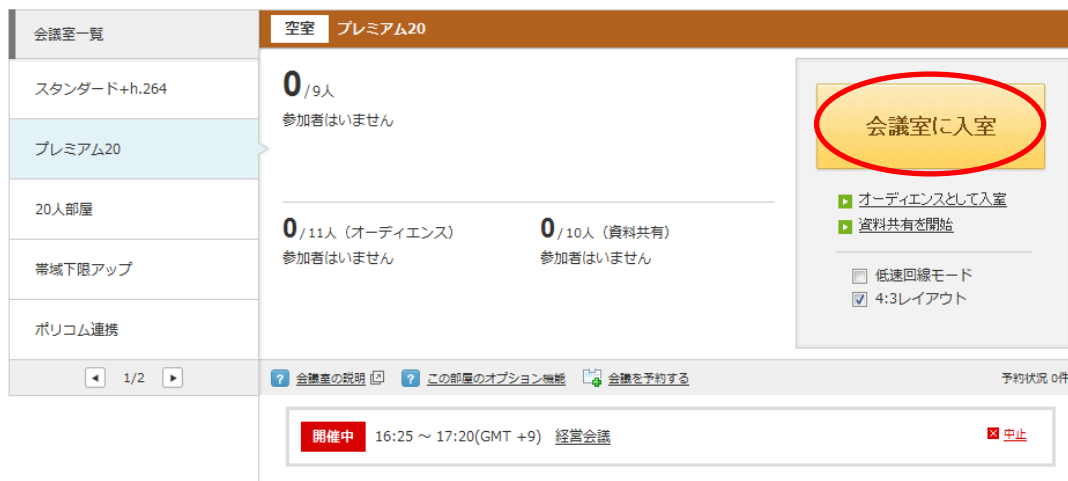 会議室一覧
スタンダード+h.264
プレミアム20
20人部屋
帯域下限アップ
ポリコム連携
1/2
空室 プレミアム20
0/9人
参加者はいません
0/11人（オーディエンス）
参加者はいません
0/10人（資料共有）
参加者はいません
会議室に入室
オーディエンスとして入室
資料共有を開始
低速回線モード
4:3レイアウト
? 会議室の説明 ? この部屋のオプション機能 会議を予約する 予約状況 0件
開催中 16:25 ～ 17:20(GMT +9) 経営会議 中止